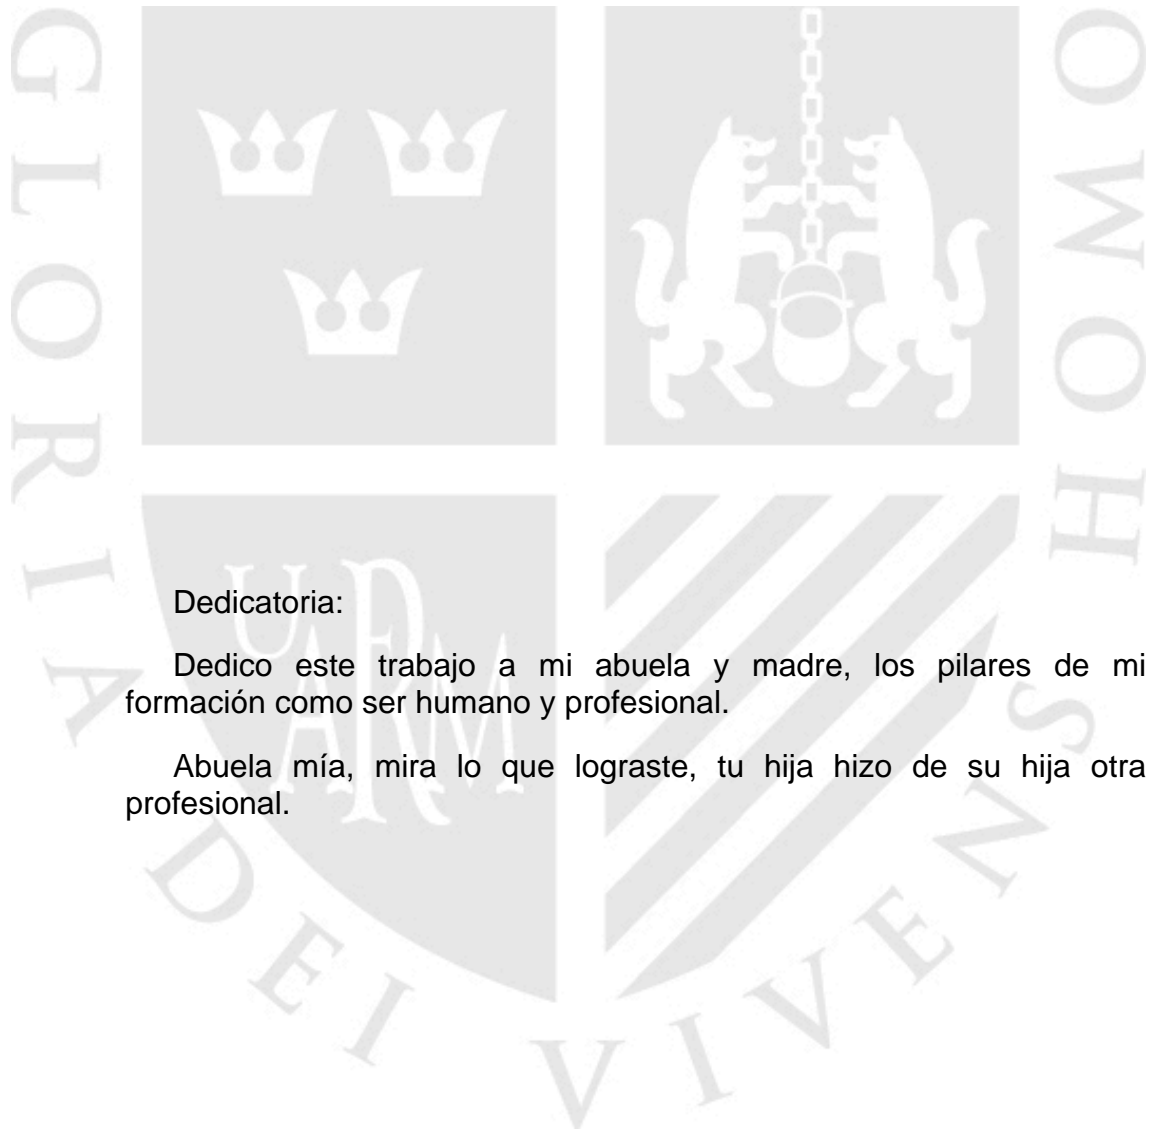 GLORIA DEI VIVENS HOMO
UARM
Dedicatoria:
Dedico este trabajo a mi abuela y madre, los pilares de mi
formación como ser humano y profesional.
Abuela mía, mira lo que lograste, tu hija hizo de su hija otra
profesional.